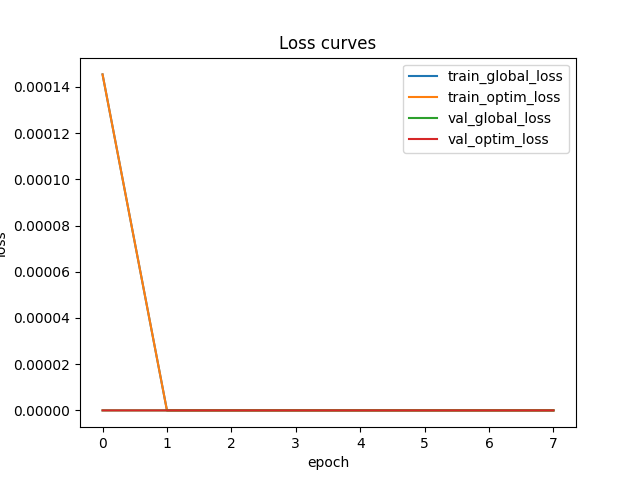 Loss curves
train_global_loss
train_optim_loss
val_global_loss
val_optim_loss
0.00014
0.00012
0.00010
0.00008
0.00006
0.00004
0.00002
0.00000
loss
0 1 2 3 4 5 6 7
epoch